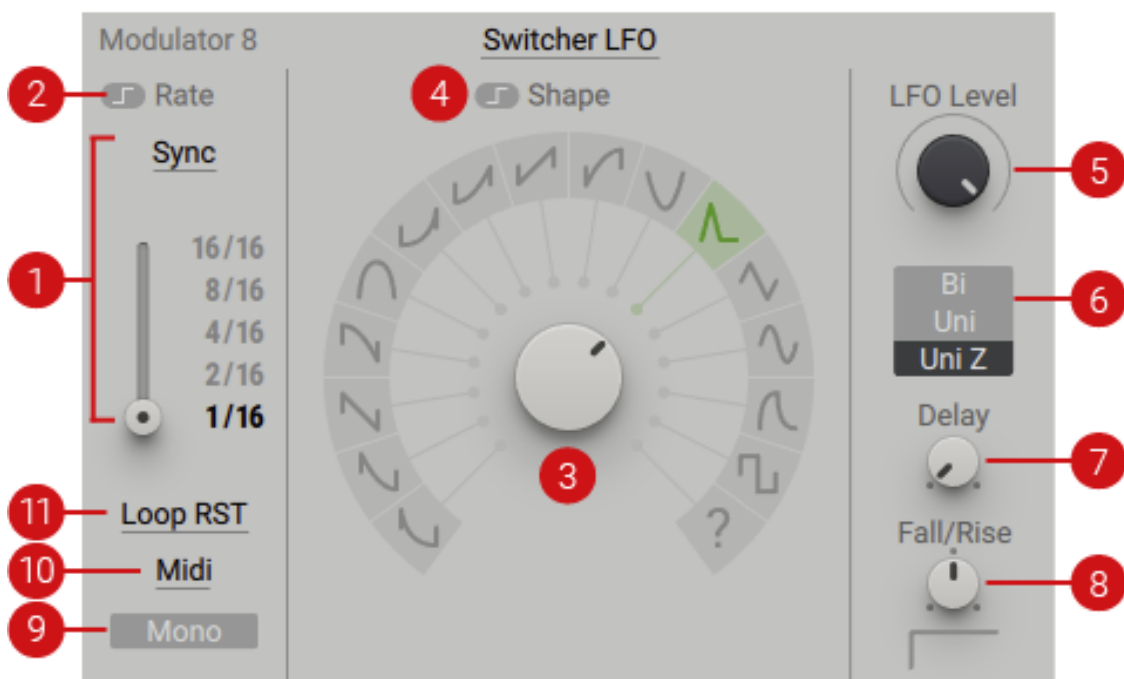 Modulator 8
Switcher LFO
2
Rate
4
Shape
LFO Level
Sync
5
1
16/16
8/16
4/16
2/16
1/16
6
Bi
Uni
Uni Z
Delay
3
7
11
Loop RST
?
Fall/Rise
10
Midi
8
9
Mono